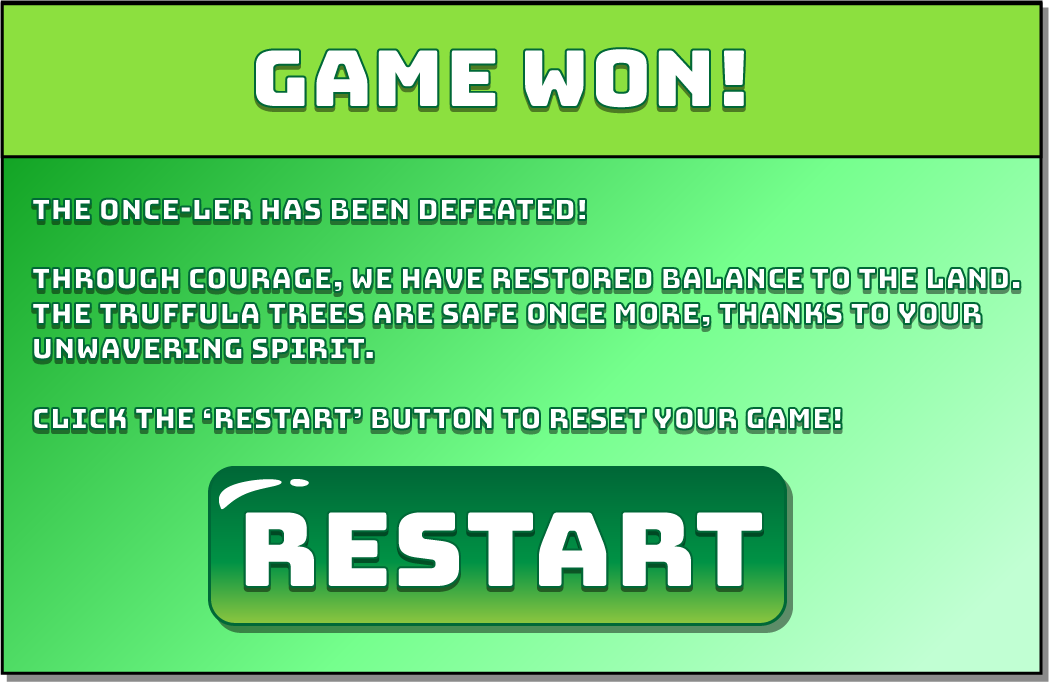 GAME WON!
THE ONCE-LER HAS BEEN DEFEATED!
THROUGH COURAGE, WE HAVE RESTORED BALANCE TO THE LAND.
THE TRUFFULA TREES ARE SAFE ONCE MORE, THANKS TO YOUR
UNWAVERING SPIRIT.
CLICK THE ‘RESTART’ BUTTON TO RESET YOUR GAME!
RESTART